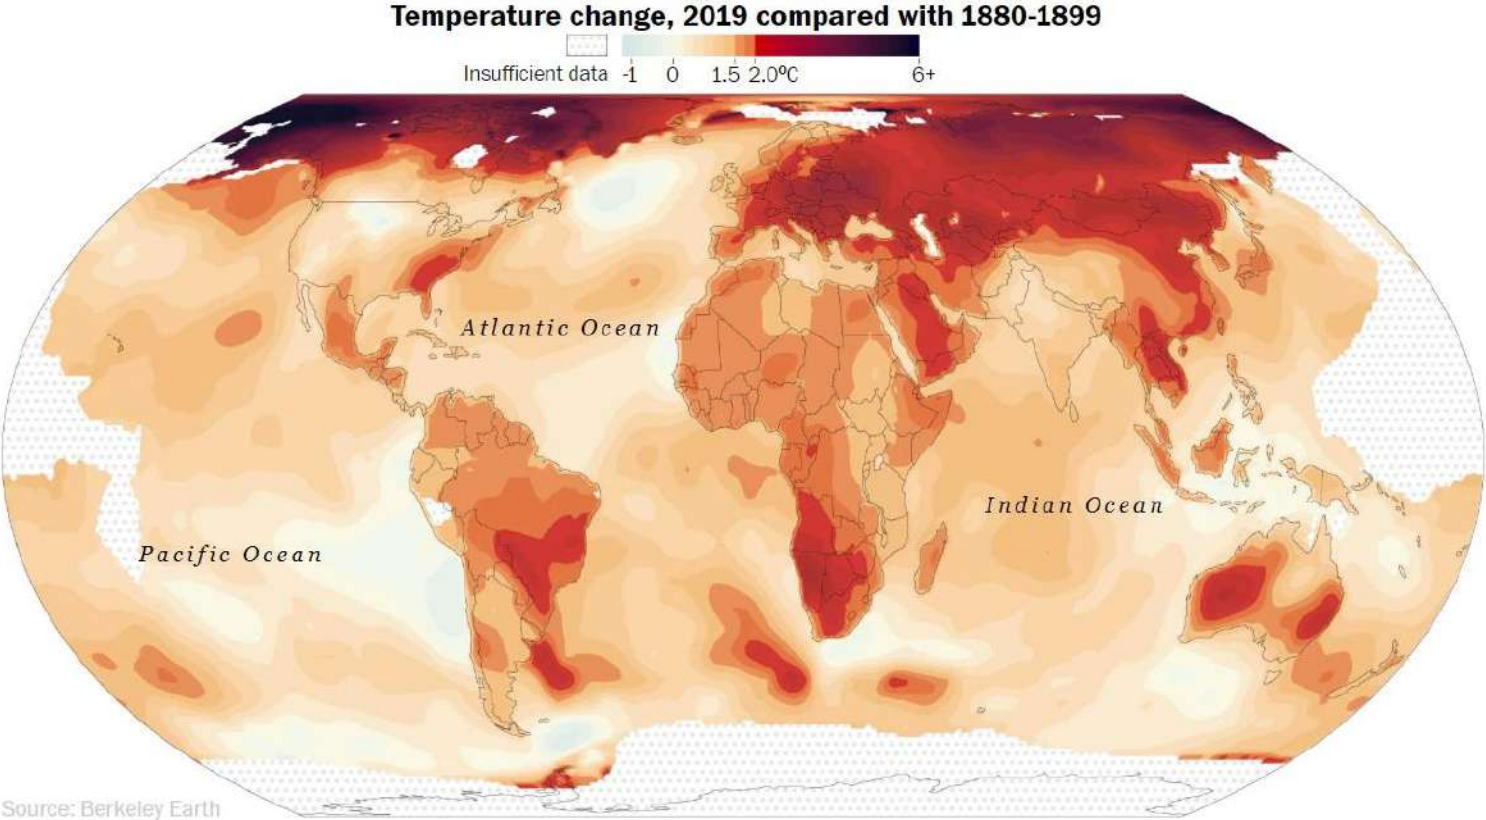 Temperature change, 2019 compared with 1880-1899
Insufficient data -1 0 1.5 2.0ºC 6+
Atlantic Ocean
Indian Ocean
Pacific Ocean
Source: Berkeley Earth